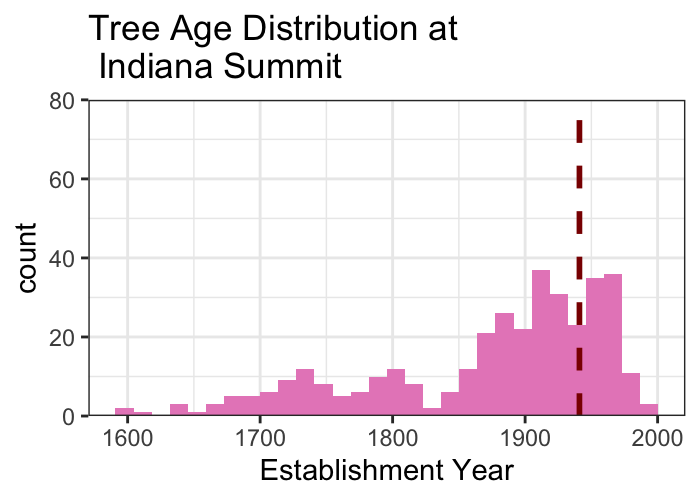 Tree Age Distribution at
Indiana Summit
80
60
40
20
0
count
1600 1700 1800 1900 2000
Establishment Year